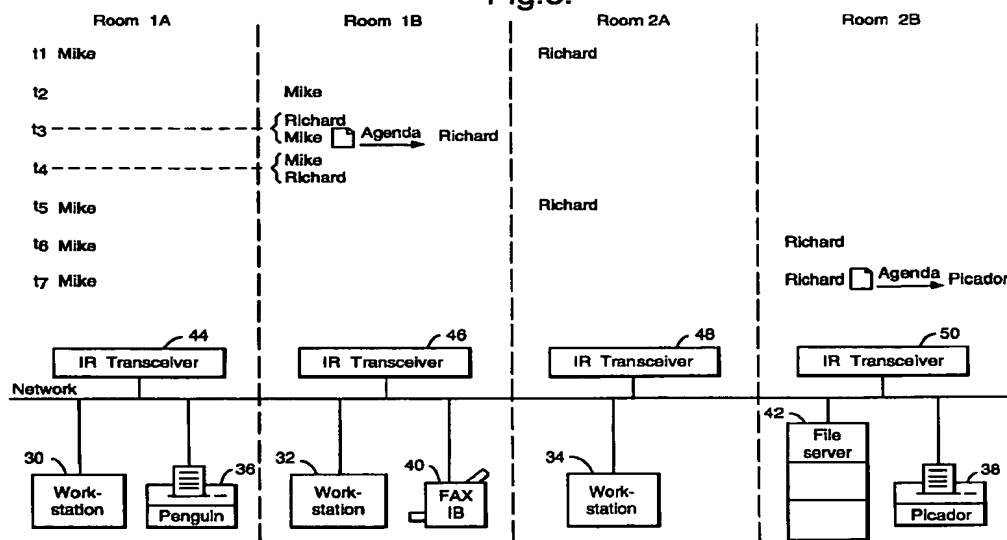 Fig.
Room 1A Room 1B Room 2A Room 2B
t1 Mike Richard
t2 Mike
t3 Richard
Mike Agenda Richard
t4 Mike
Richard
t5 Mike Richard
t6 Mike Richard
t7 Mike Richard Agenda Picador
44 46 48 50
IR Transceiver IR Transceiver IR Transceiver IR Transceiver
Network
30 36 32 40 34 42 38
Work-
station
Penguin
Work-
station
FAX
IB
Work-
station
File
server
Picador